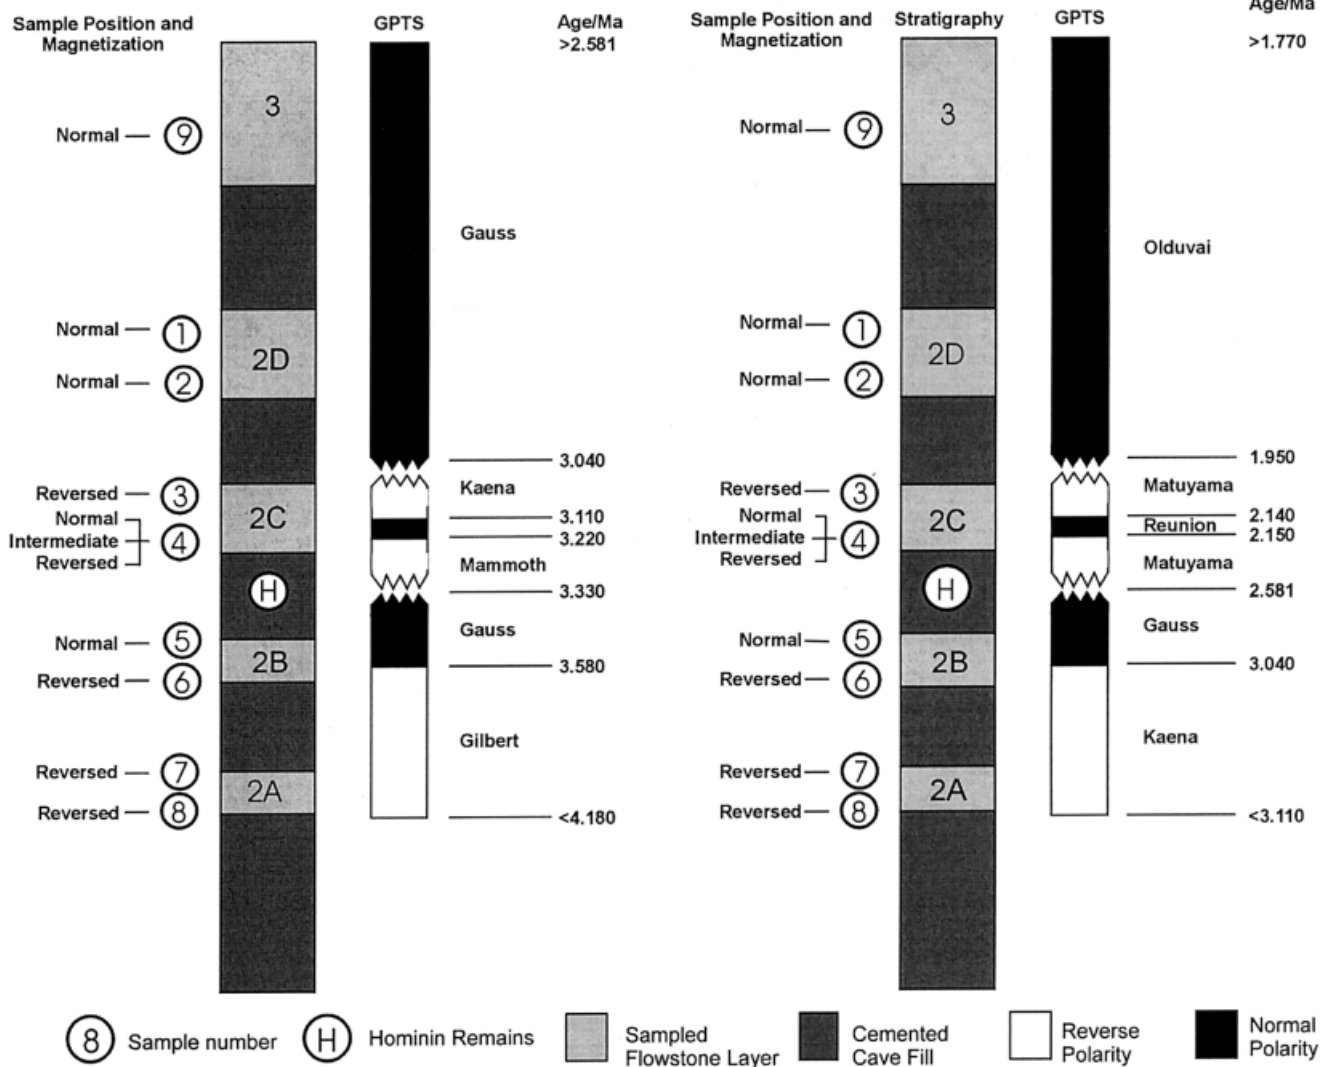 Sample Position and
Magnetization
GPTS
Age/Ma
>2.581
3
Normal
9
Gauss
Normal
1
2D
Normal
2
3.040
Reversed
3
Kaena
Normal
2C
3.110
Intermediate
4
3.220
Reversed
Mammoth
H
3.330
Normal
5
Gauss
2B
3.580
Reversed
6
Gilbert
Reversed
7
2A
Reversed
8
<4.180
Sample Position and
Magnetization
Stratigraphy
GPTS
Age/Ma
>1.770
3
Normal
9
Olduvai
Normal
1
2D
Normal
2
1.950
Reversed
3
Matuyama
Normal
2C
2.140
Reunion
Intermediate
4
2.150
Reversed
Matuyama
H
2.581
Normal
5
Gauss
2B
3.040
Reversed
6
Kaena
Reversed
7
2A
Reversed
8
<3.110
8
Sample number
H
Hominin Remains
Sampled
Flowstone Layer
Cemented
Cave Fill
Reverse
Polarity
Normal
Polarity